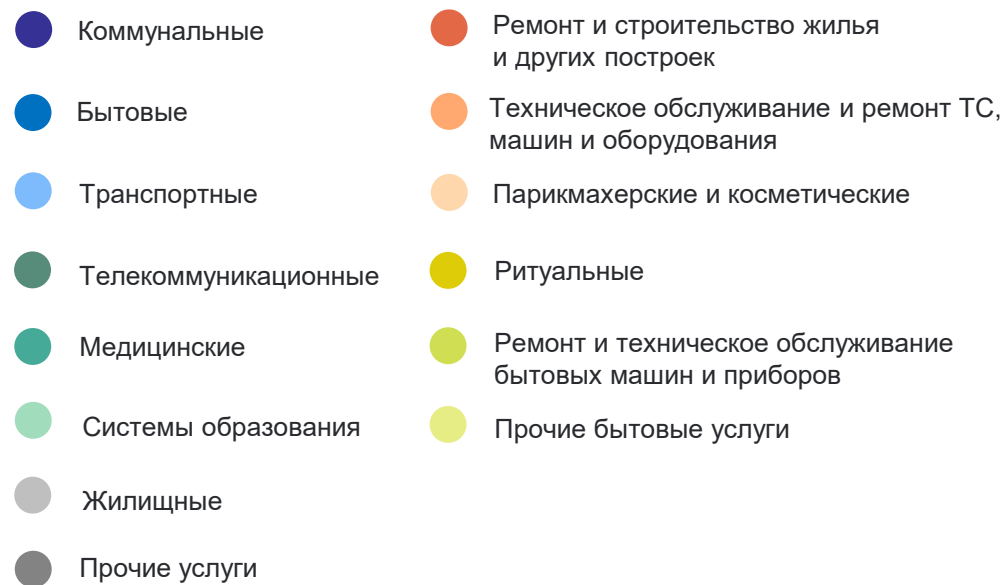 Коммунальные
Бытовые
Транспортные
Телекоммуникационные
Медицинские
Системы образования
Жилищные
Прочие услуги
Ремонт и строительство жилья
и других построек
Техническое обслуживание и ремонт ТС,
машин и оборудования
Парикмахерские и косметические
Ритуальные
Ремонт и техническое обслуживание
бытовых машин и приборов
Прочие бытовые услуги